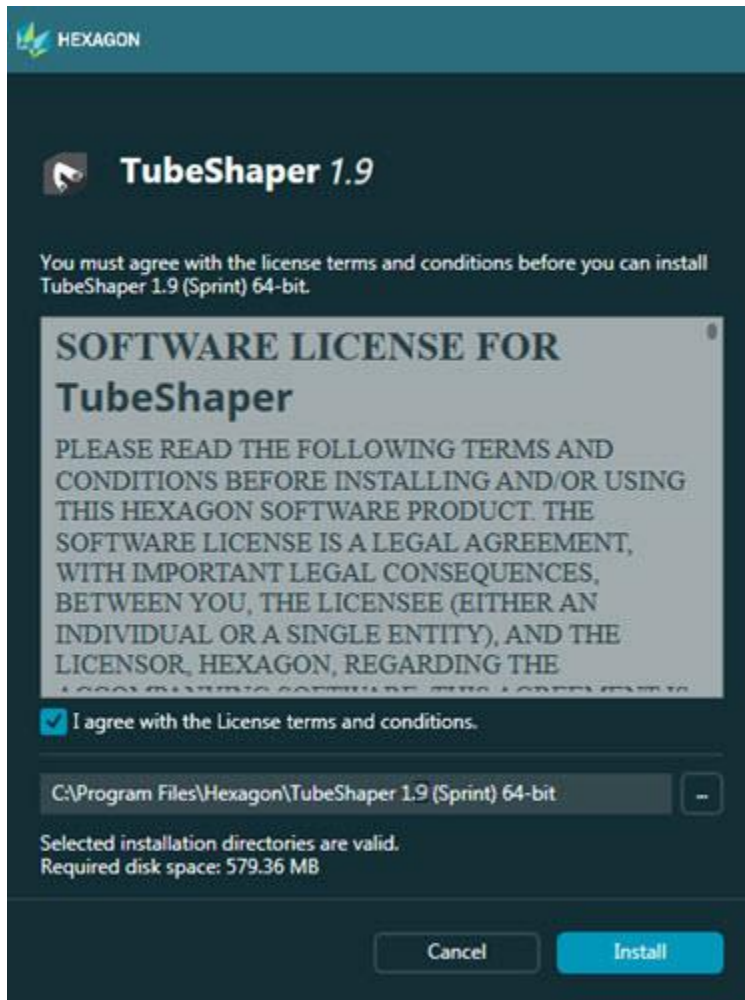 HEXAGON
TubeShaper 1.9
You must agree with the license terms and conditions before you can install
TubeShaper 1.9 (Sprint) 64-bit.
SOFTWARE LICENSE FOR
TubeShaper
PLEASE READ THE FOLLOWING TERMS AND
CONDITIONS BEFORE INSTALLING AND/OR USING
THIS HEXAGON SOFTWARE PRODUCT. THE
SOFTWARE LICENSE IS A LEGAL AGREEMENT,
WITH IMPORTANT LEGAL CONSEQUENCES,
BETWEEN YOU, THE LICENSEE (EITHER AN
INDIVIDUAL OR A SINGLE ENTITY), AND THE
LICENSOR, HEXAGON, REGARDING THE
ACCOMPANYING SOFTWARE. THIS AGREEMENT IS
I agree with the License terms and conditions.
C:\Program Files\Hexagon\TubeShaper 1.9 (Sprint) 64-bit
...
Selected installation directories are valid.
Required disk space: 579.36 MB
Cancel
Install